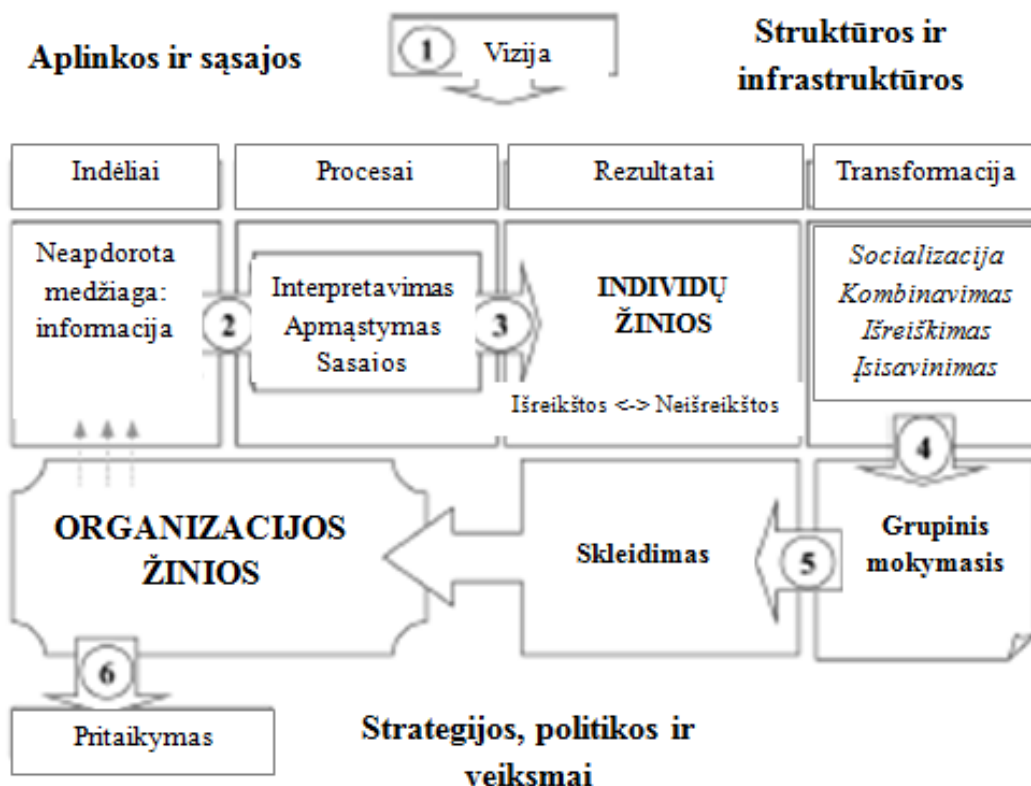 Aplinkos ir sąsajos
1
Vizija
Struktūros ir
infrastruktūros
Indėliai
Procesai
Rezultatai
Transformacija
Neapdorota
medžiaga:
informacija
2
Interpretavimas
Apmąstymas
Sasaios
3
INDIVIDŲ
ŽINIOS
Išreikštos <-> Neišreikštos
Socializacija
Kombinavimas
Išreiškimas
Įsisavinimas
4
ORGANIZACIJOS
ŽINIOS
Skleidimas
5
Grupinis
mokymasis
6
Pritaikymas
Strategijos, politikos ir
veiksmai